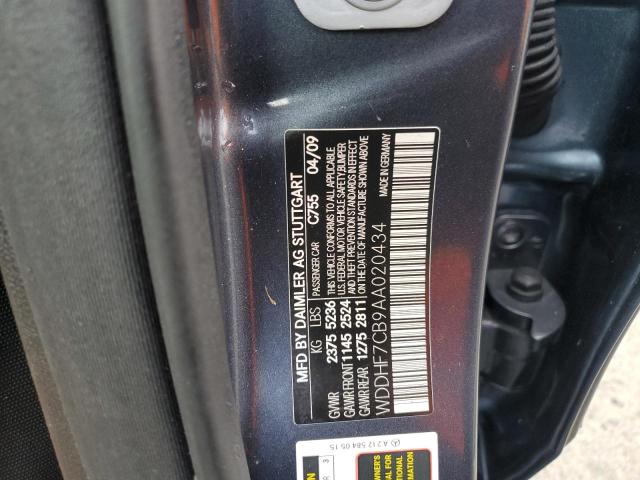 MFD BY DAIMLER AG STUTTGART
PASSENGER CAR C755 04/09
KG LBS THIS VEHICLE CONFORMS TO ALL APPLICABLE
GVWR 2375 5236 U.S. FEDERAL MOTOR VEHICLE SAFETY, BUMPER
GAWR FRONT 1145 2524 AND THEFT PREVENTION STANDARDS IN EFFECT
GAWR REAR 1275 2811 ON THE DATE OF MANUFACTURE SHOWN ABOVE
WDDHF7CB9AA020434 MADE IN GERMANY
A 212 584 05 15
3